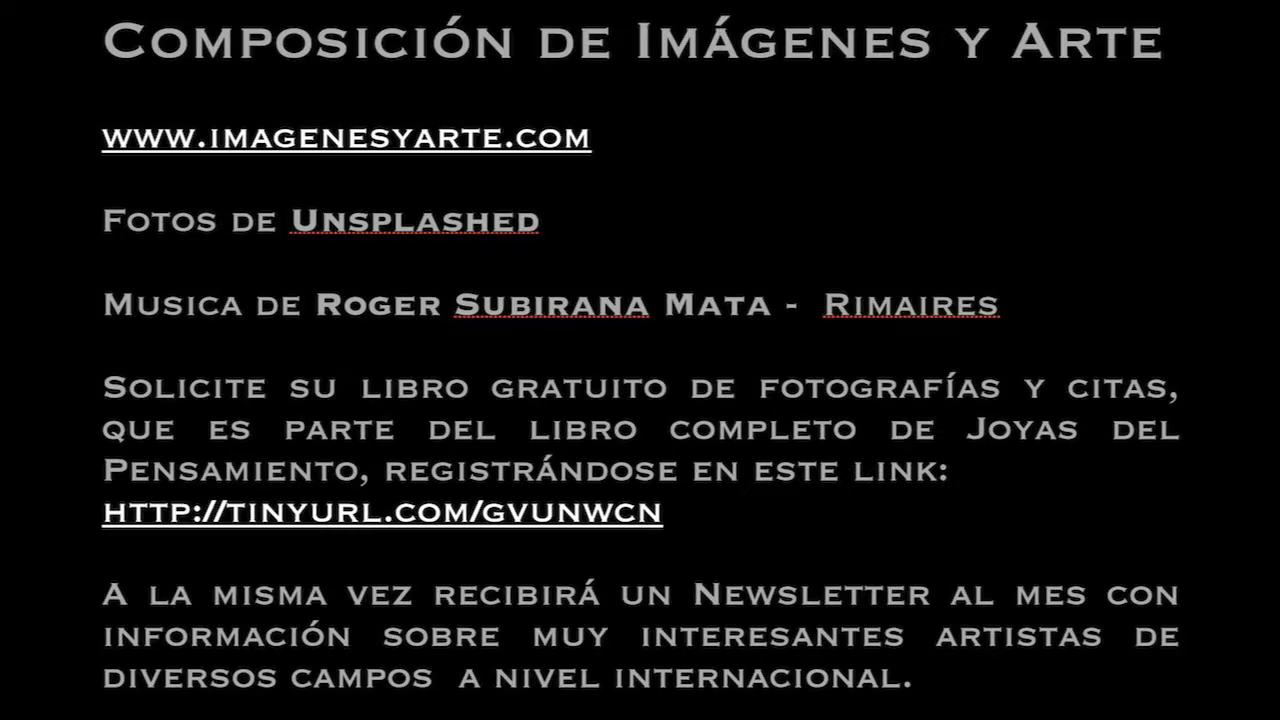 Composición de Imágenes y Arte
www.imagenesyarte.com
Fotos de Unsplashed
Musica de Roger Subirana Mata - Rimaires
Solicite su libro gratuito de fotografías y citas,
que es parte del libro completo de Joyas del
Pensamiento, registrándose en este link:
http://tinyurl.com/gvunwcn
A la misma vez recibirá un Newsletter al mes con
información sobre muy interesantes artistas de
diversos campos a nivel internacional.